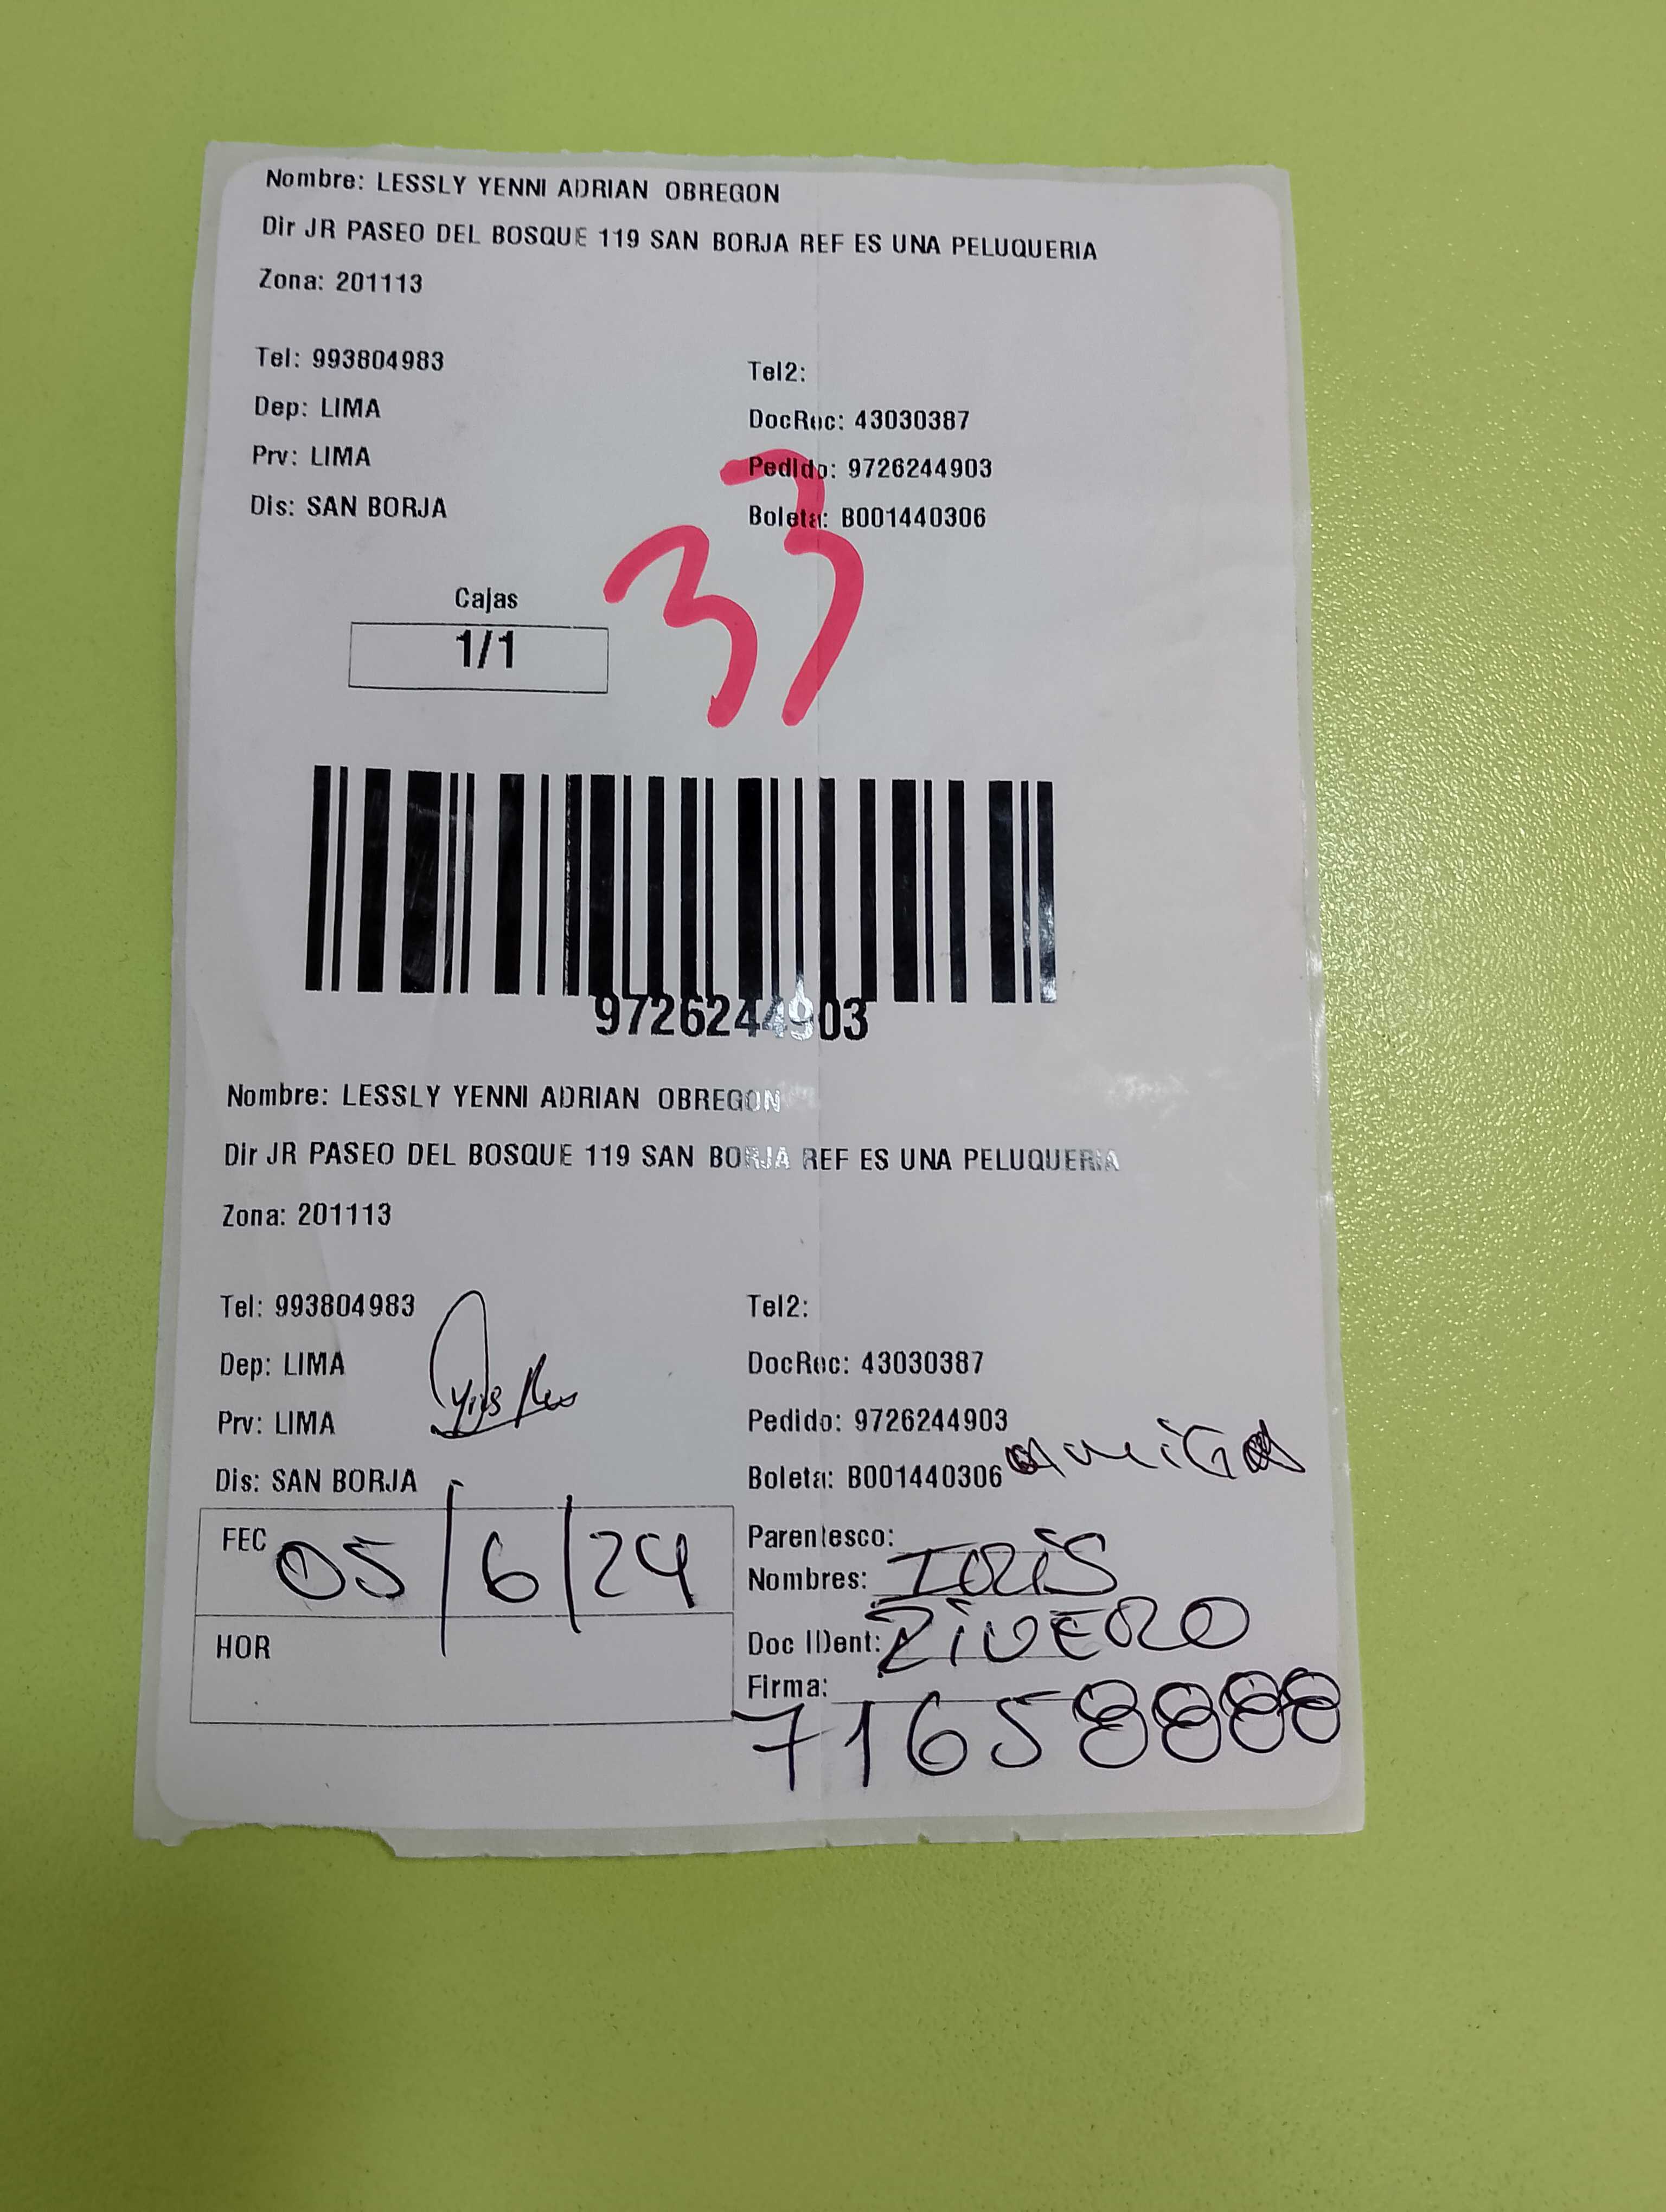 Nombre: LESSLY YENNI ADRIAN OBREGON
Dir JR PASEO DEL BOSQUE 119 SAN BORJA REF ES UNA PELUQUERIA
Zona: 201113
Tel: 993804983
Tel2:
Dep: LIMA
DocRec: 43030387
Prv: LIMA
Pedido: 9726244903
Dis: SAN BORJA
Boleta: B001440306
33
Cajas
1/1
9726244903
Nombre: LESSLY YENNI ADRIAN OBREGON
Dir JR PASEO DEL BOSQUE 119 SAN BORJA REF ES UNA PELUQUERIA
Zona: 201113
Tel: 993804983
Tel2:
Dep: LIMA
DocRec: 43030387
Prv: LIMA
Pedido: 9726244903
Dis: SAN BORJA
Boleta: B001440306
amiga
FEC 05/6/24
Parentesco:
Nombres: IRIS
HOR
Doc IDent: RIVERO
Firma:
71658888